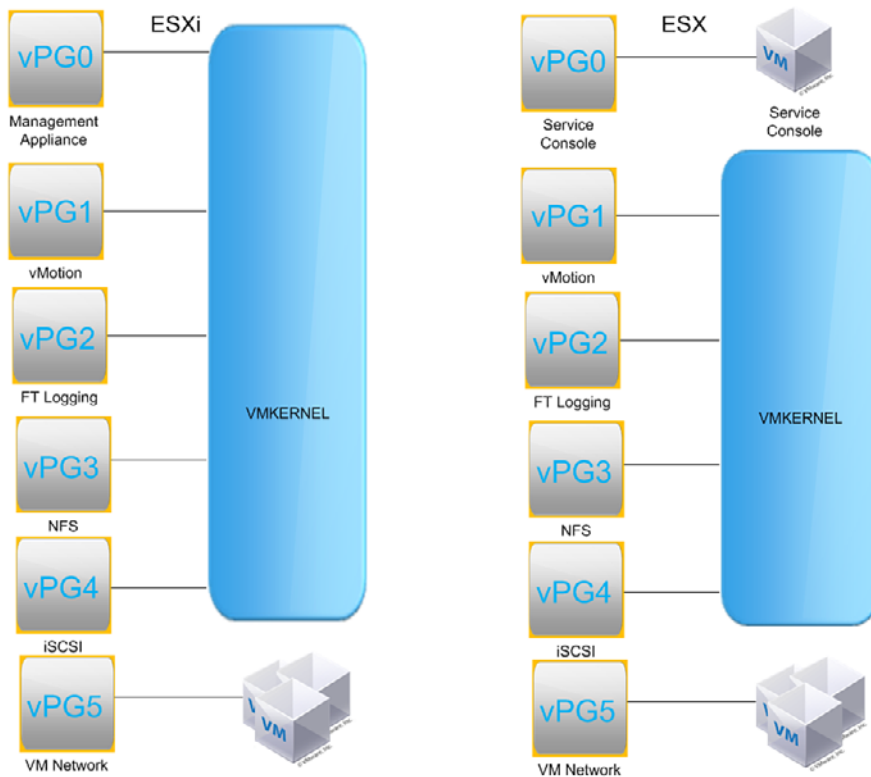 ESXi
vPG0
Management
Appliance
vPG1
vMotion
vPG2
FT Logging
vPG3
NFS
vPG4
iSCSI
vPG5
VM Network
VMKERNEL
VM
ESX
vPG0
Service
Console
VM
Service
Console
vPG1
vMotion
vPG2
FT Logging
vPG3
NFS
vPG4
iSCSI
vPG5
VM Network
VMKERNEL
VM